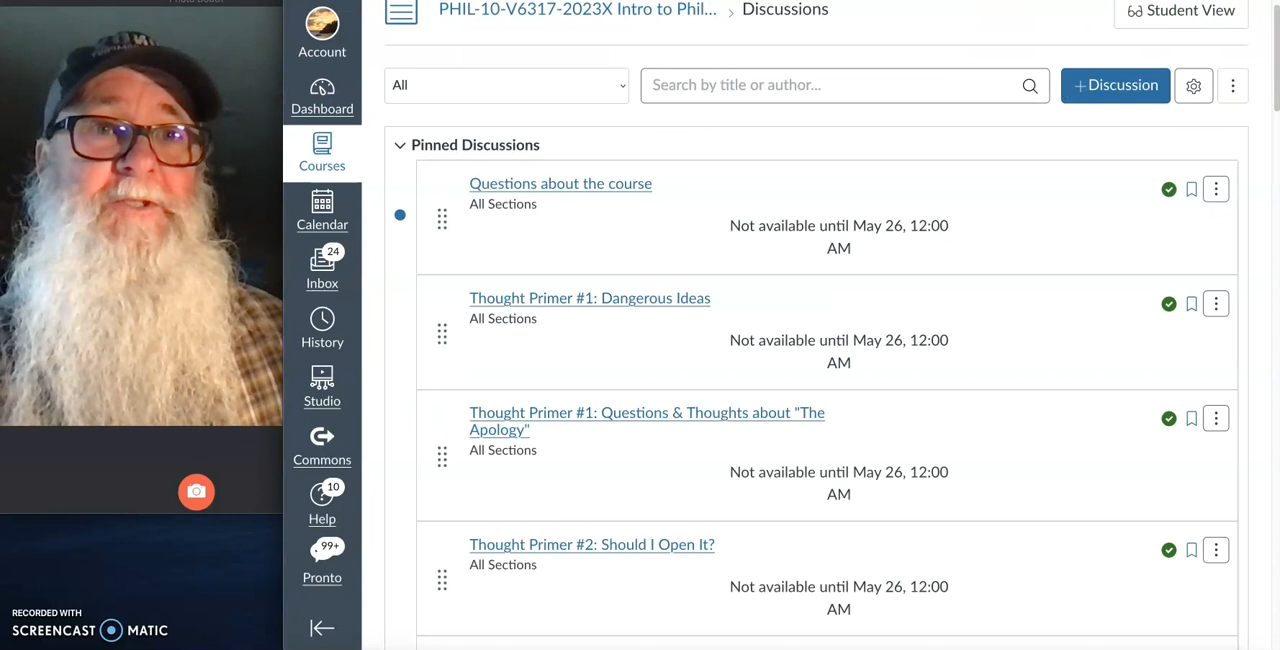 PHIL-10-V6317-2023X Intro to Phil... > Discussions
Student View
Account
Dashboard
Courses
Calendar
24
Inbox
History
Studio
Commons
10
Help
99+
Pronto
All
Search by title or author...
+Discussion
Pinned Discussions
Questions about the course
All Sections
Not available until May 26, 12:00
AM
Thought Primer #1: Dangerous Ideas
All Sections
Not available until May 26, 12:00
AM
Thought Primer #1: Questions & Thoughts about "The
Apology"
All Sections
Not available until May 26, 12:00
AM
Thought Primer #2: Should I Open It?
All Sections
Not available until May 26, 12:00
AM
RECORDED WITH
SCREENCAST MATIC